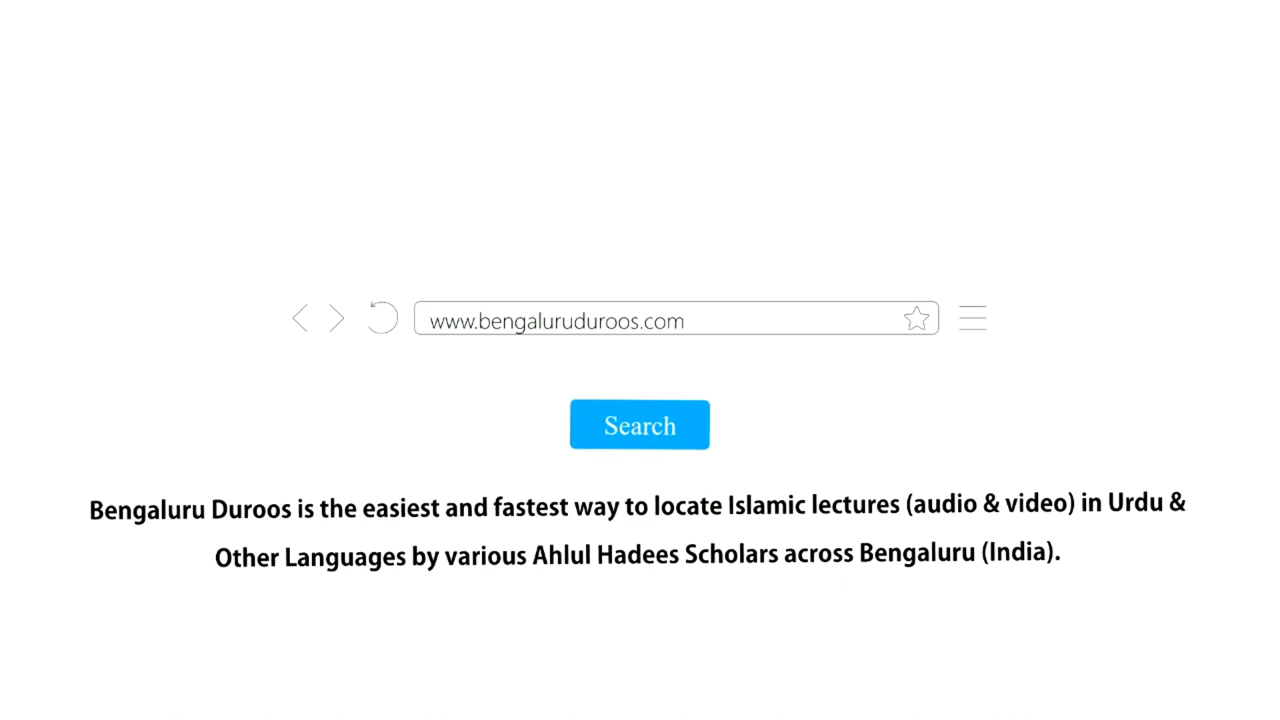 www.bengaluruduroos.com
Search
Bengaluru Duroos is the easiest and fastest way to locate Islamic lectures (audio & video) in Urdu &
Other Languages by various Ahlul Hadees Scholars across Bengaluru (India).